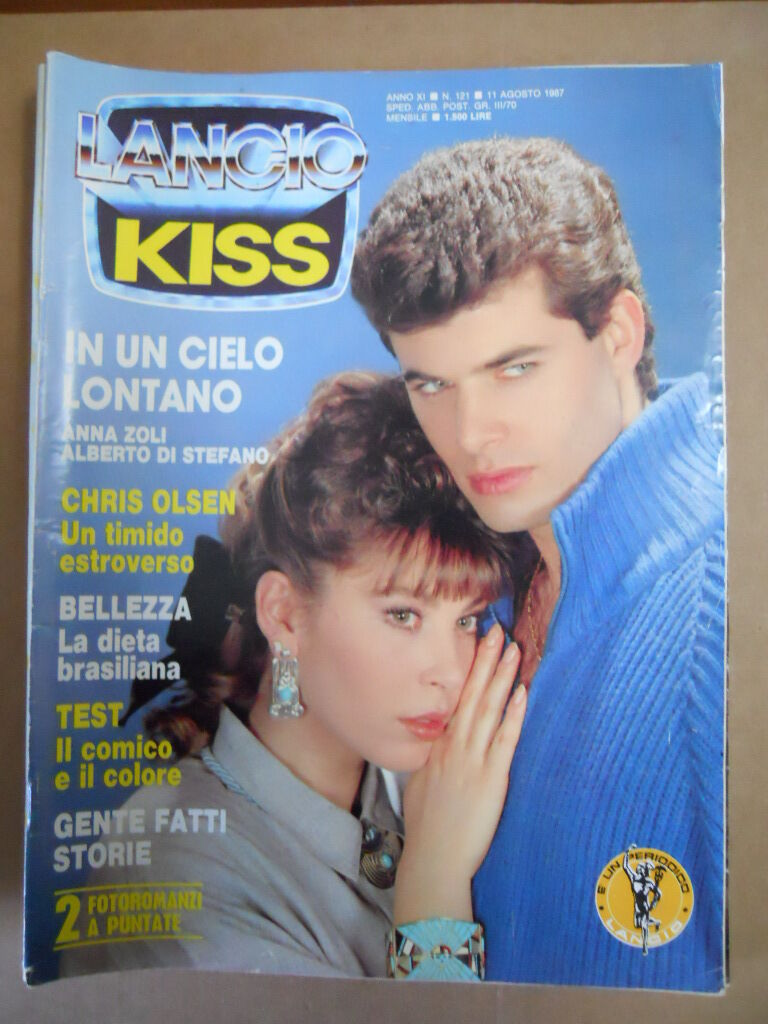 LANCIO
KISS
ANNO XI ■ N. 121 ■ 11 AGOSTO 1987
SPED. ABB. POST. GR. III/70
MENSILE ■ 1.500 LIRE
IN UN CIELO
LONTANO
ANNA ZOLI
ALBERTO DI STEFANO
CHRIS OLSEN
Un timido
estroverso
BELLEZZA
La dieta
brasiliana
TEST
Il comico
e il colore
GENTE FATTI
STORIE
2 FOTOROMANZI
A PUNTATE
È UN PERIODICO
LANCIO